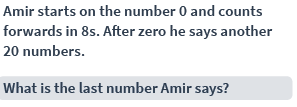 Amir starts on the number 0 and counts
forwards in 8s. After zero he says another
20 numbers.
What is the last number Amir says?